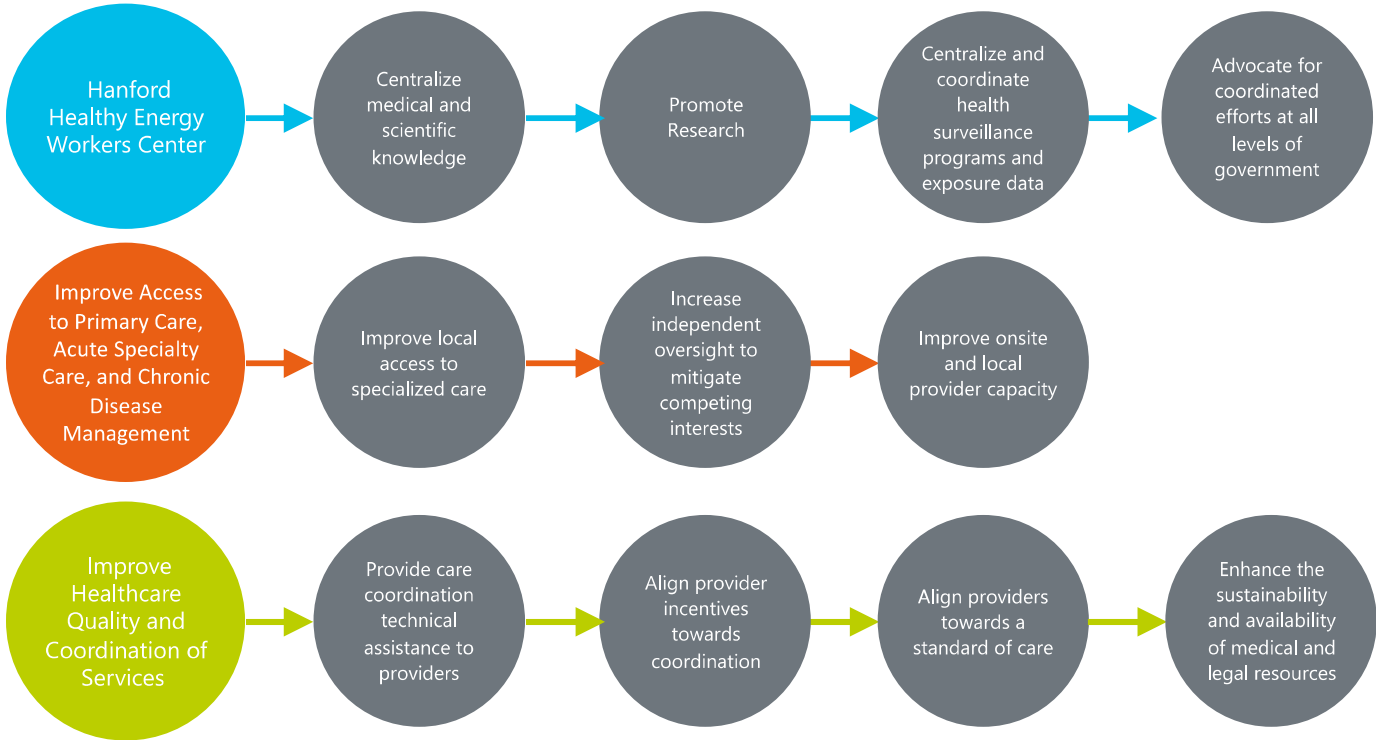 Hanford
Healthy Energy
Workers Center
Centralize
medical and
scientific
knowledge
Promote
Research
Centralize and
coordinate
health
surveillance
programs and
exposure data
Advocate for
coordinated
efforts at all
levels of
government
Improve Access
to Primary Care,
Acute Specialty
Care, and Chronic
Disease
Management
Improve local
access to
specialized care
Increase
independent
oversight to
mitigate
competing
interests
Improve onsite
and local
provider capacity
Improve
Healthcare
Quality and
Coordination of
Services
Provide care
coordination
technical
assistance to
providers
Align provider
incentives
towards
coordination
Align providers
towards a
standard of care
Enhance the
sustainability
and availability
of medical and
legal resources